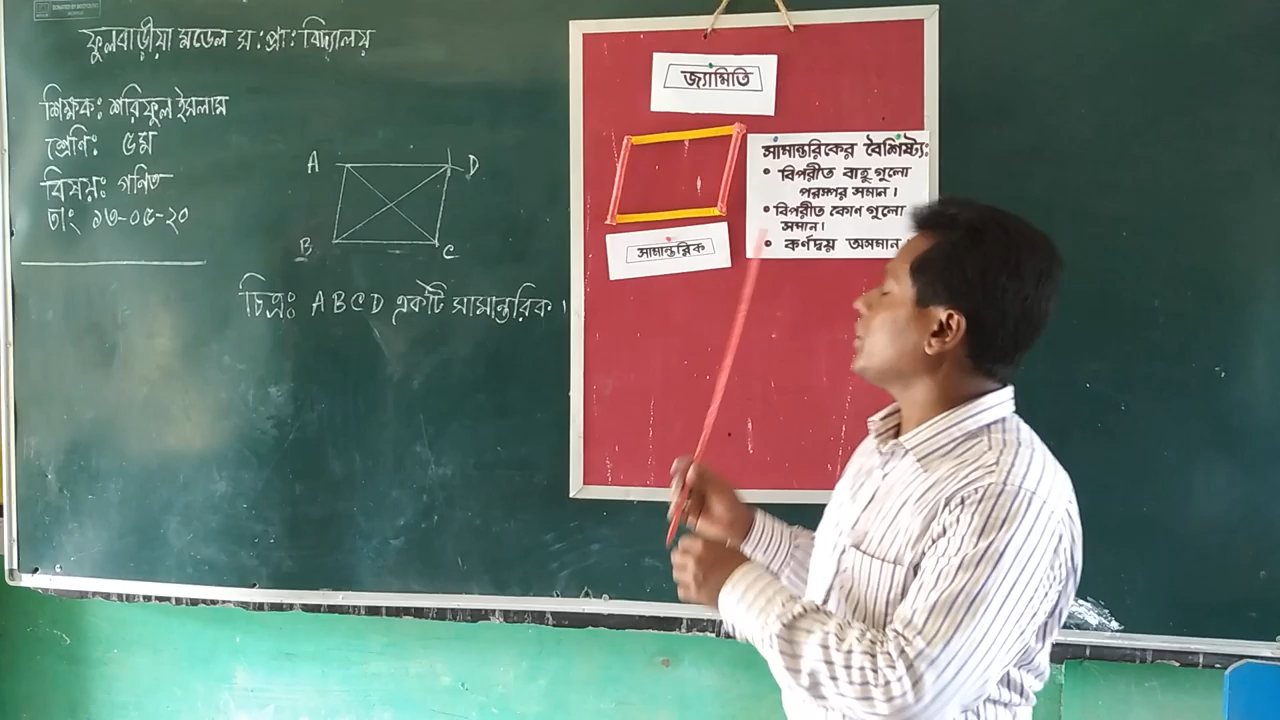 ফুলবাড়ীয়া মডেল স:প্রা: বিদ্যালয়
শিক্ষক: শরিফুল ইসলাম
শ্রেণি: ৫ম
বিষয়: গণিত
তাং ১৩-০৫-২০
A
D
B
C
চিত্র: A B C D একটি সামান্তরিক।
জ্যামিতি
সামান্তরিক
সামান্তরিকের বৈশিষ্ট্য:
• বিপরীত বাহু গুলো
পরস্পর সমান।
• বিপরীত কোণ গুলো
সমান।
• কর্ণদ্বয় অসমান